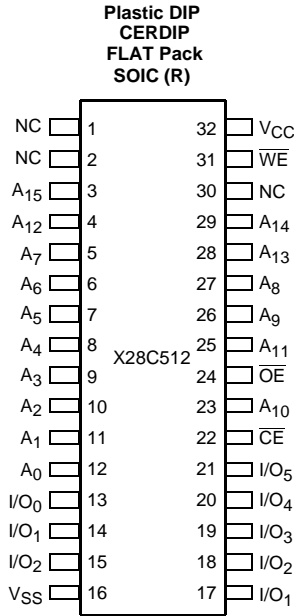 Plastic DIP
CERDIP
FLAT Pack
SOIC (R)
NC 1 32 VCC
NC 2 31 WE
A15 3 30 NC
A12 4 29 A14
A7 5 28 A13
A6 6 27 A8
A5 7 26 A9
A4 8 X28C512 25 A11
A3 9 24 OE
A2 10 23 A10
A1 11 22 CE
A0 12 21 I/O5
I/O0 13 20 I/O4
I/O1 14 19 I/O3
I/O2 15 18 I/O2
VSS 16 17 I/O1